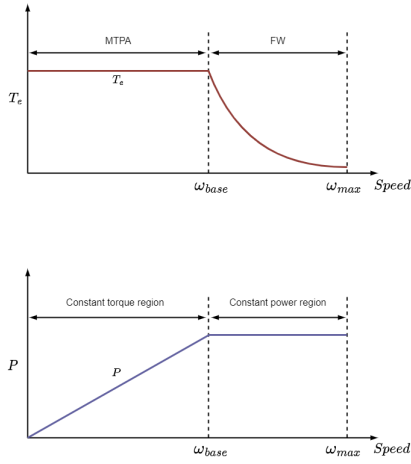 MTPA FW
T_e
T_e
ω_base ω_max Speed
Constant torque region Constant power region
P
P
ω_base ω_max Speed